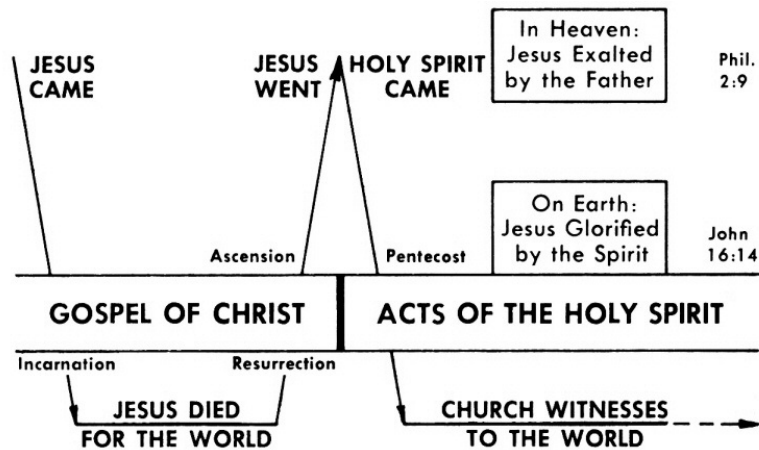 JESUS
CAME
JESUS
WENT
HOLY SPIRIT
CAME
In Heaven:
Jesus Exalted
by the Father
Phil.
2:9
Ascension
Pentecost
On Earth:
Jesus Glorified
by the Spirit
John
16:14
GOSPEL OF CHRIST
ACTS OF THE HOLY SPIRIT
Incarnation
Resurrection
JESUS DIED
FOR THE WORLD
CHURCH WITNESSES
TO THE WORLD